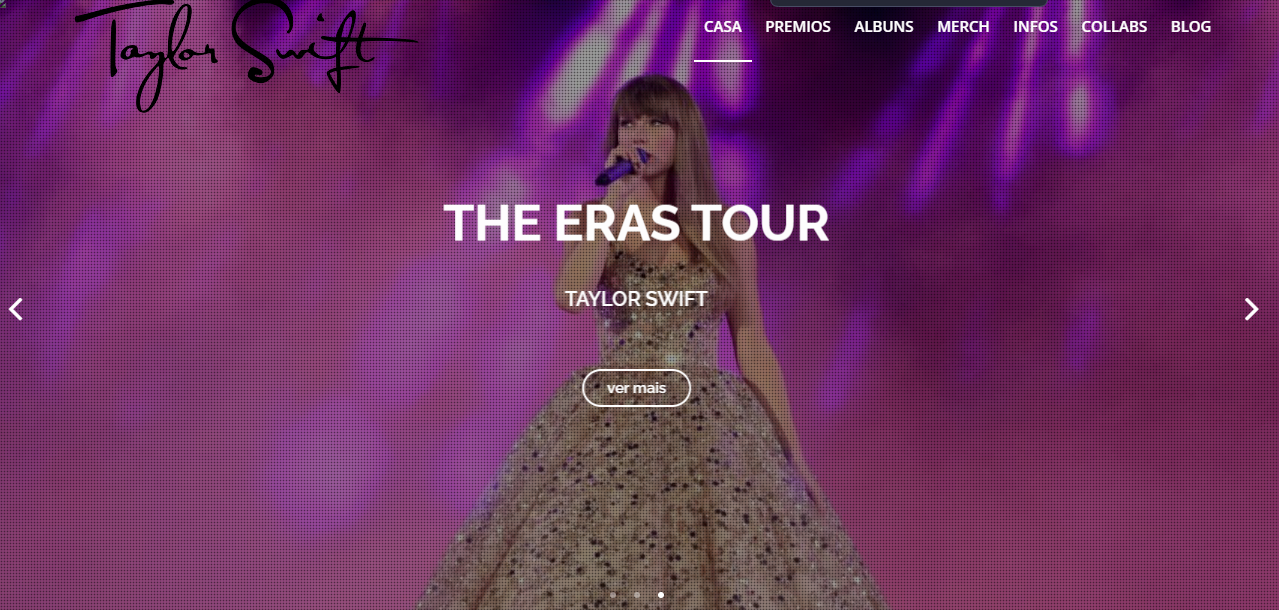 Taylor Swift
CASA PREMIOS ALBUNS MERCH INFOS COLLABS BLOG
THE ERAS TOUR
TAYLOR SWIFT
ver mais